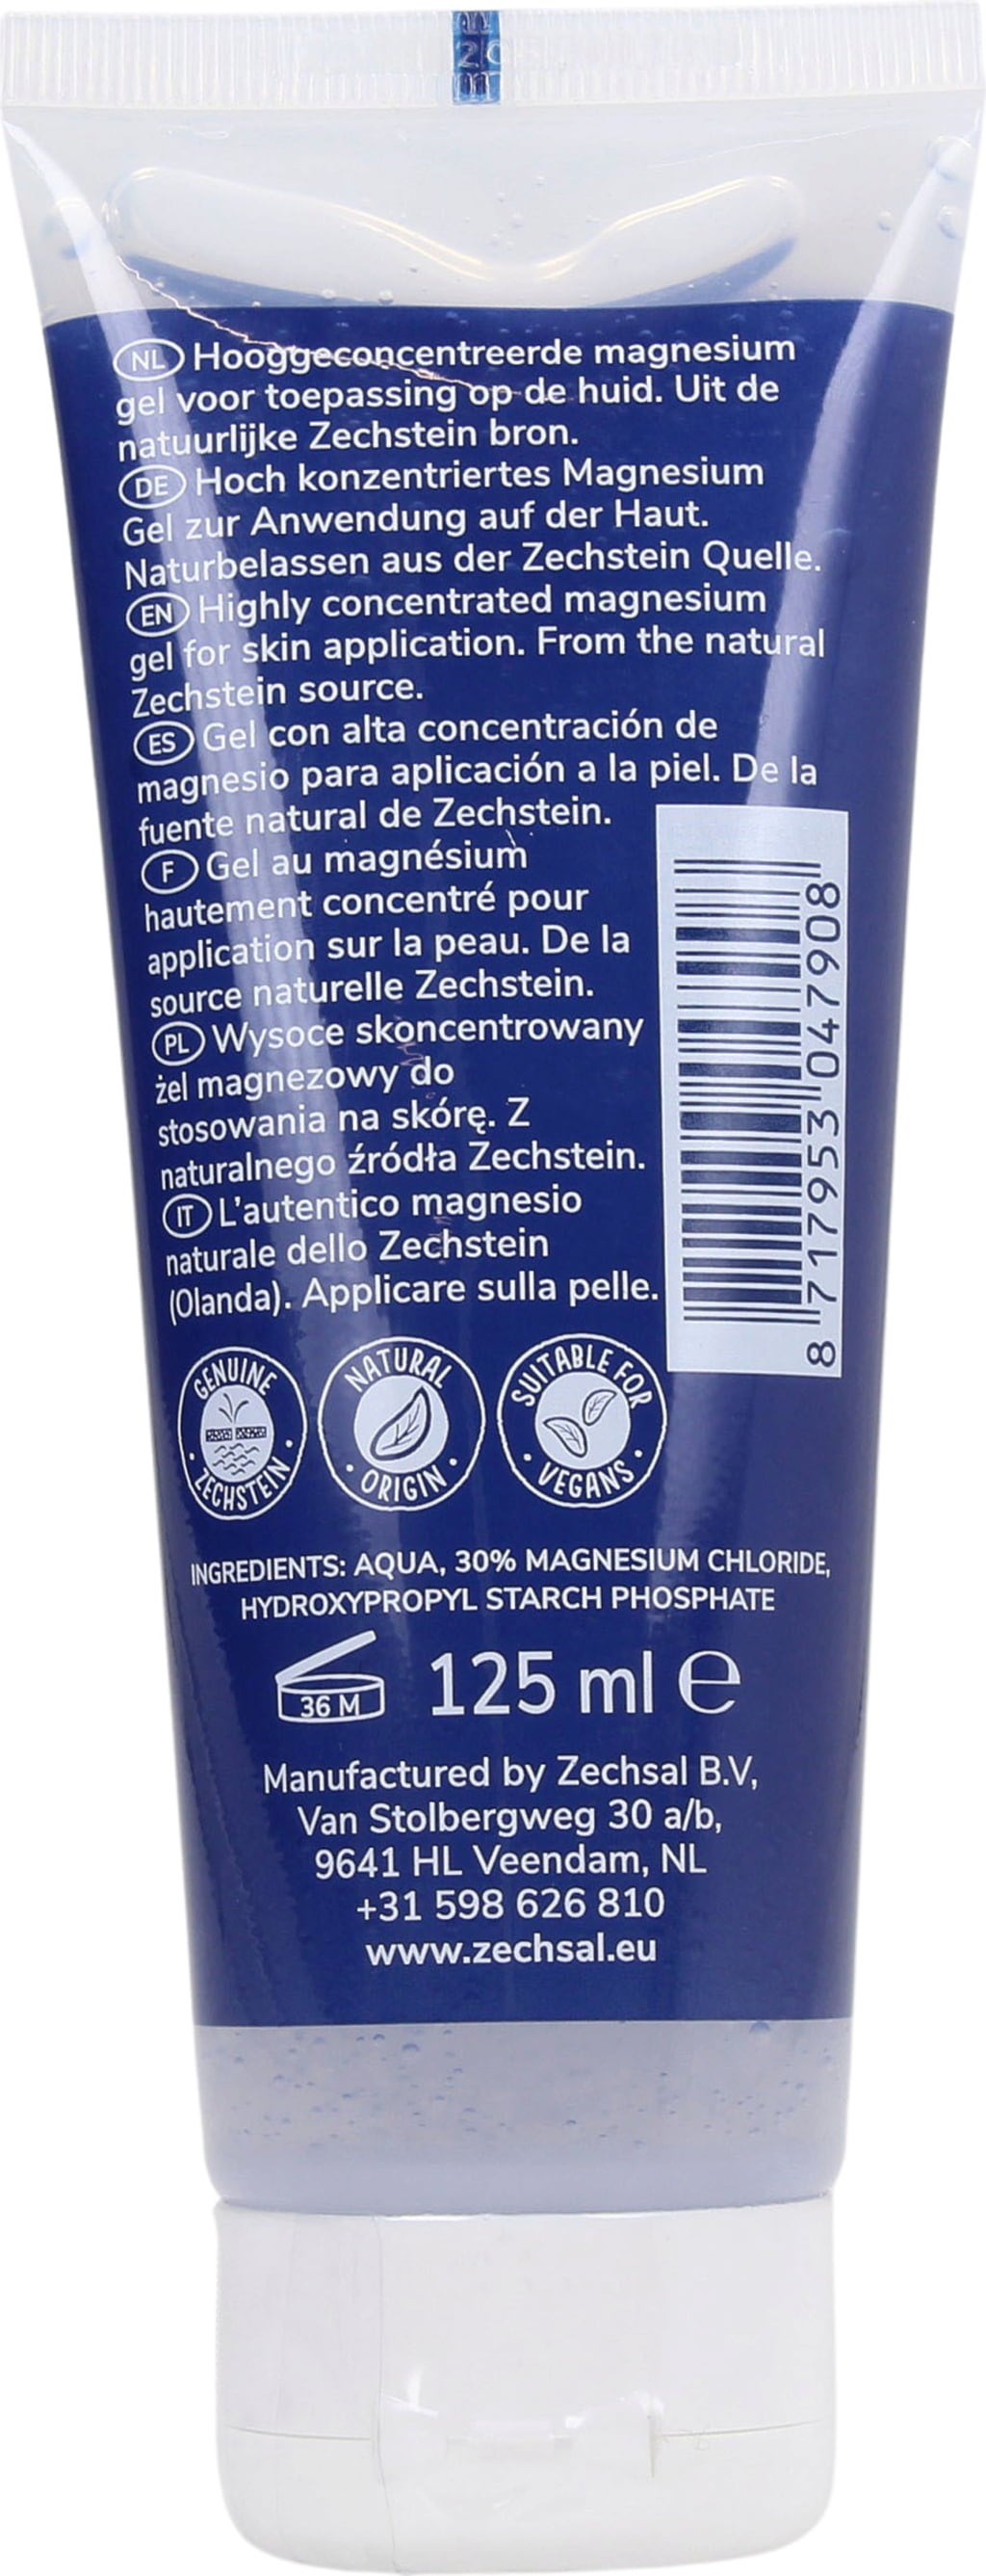 NL Hooggeconcentreerde magnesium
gel voor toepassing op de huid. Uit de
natuurlijke Zechstein bron.
DE Hoch konzentriertes Magnesium
Gel zur Anwendung auf der Haut.
Naturbelassen aus der Zechstein Quelle.
EN Highly concentrated magnesium
gel for skin application. From the natural
Zechstein source.
ES Gel con alta concentración de
magnesio para aplicación a la piel. De la
fuente natural de Zechstein.
F Gel au magnésium
hautement concentré pour
application sur la peau. De la
source naturelle Zechstein.
PL Wysoce skoncentrowany
żel magnezowy do
stosowania na skórę. Z
naturalnego źródła Zechstein.
IT L'autentico magnesio
naturale dello Zechstein
(Olanda). Applicare sulla pelle.
8 717953 047908
GENUINE ZECHSTEIN
NATURAL ORIGIN
SUITABLE FOR VEGANS
INGREDIENTS: AQUA, 30% MAGNESIUM CHLORIDE,
HYDROXYPROPYL STARCH PHOSPHATE
36 M 125 ml e
Manufactured by Zechsal B.V,
Van Stolbergweg 30 a/b,
9641 HL Veendam, NL
+31 598 626 810
www.zechsal.eu